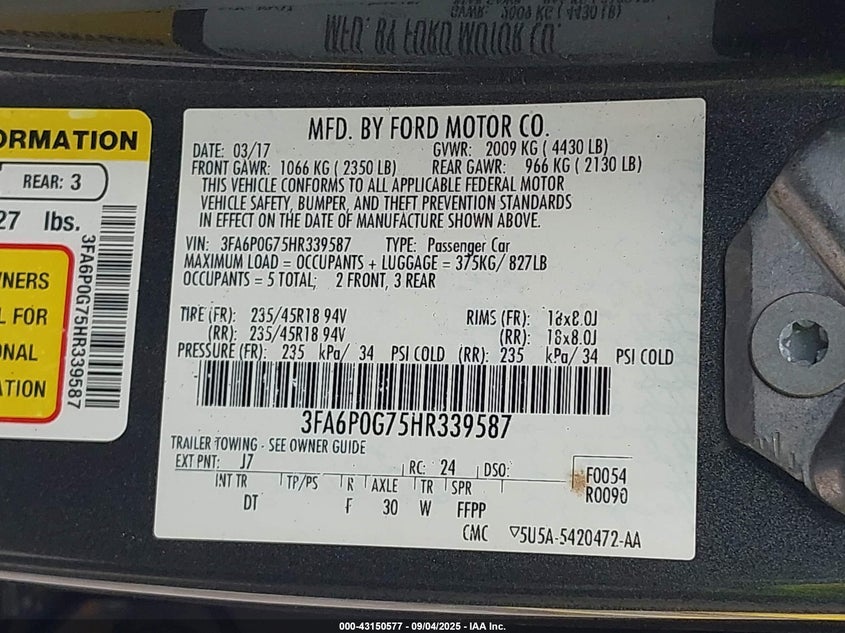 MFD. BY FORD MOTOR CO.
DATE: 03/17 GVWR: 2009 KG ( 4430 LB)
FRONT GAWR: 1066 KG ( 2350 LB) REAR GAWR: 966 KG ( 2130 LB)
THIS VEHICLE CONFORMS TO ALL APPLICABLE FEDERAL MOTOR
VEHICLE SAFETY, BUMPER, AND THEFT PREVENTION STANDARDS
IN EFFECT ON THE DATE OF MANUFACTURE SHOWN ABOVE.
VIN: 3FA6P0G75HR339587 TYPE: Passenger Car
MAXIMUM LOAD = OCCUPANTS + LUGGAGE = 375KG/ 827LB
OCCUPANTS = 5 TOTAL; 2 FRONT, 3 REAR
TIRE (FR): 235/45R18 94V RIMS (FR): 18x8.0J
(RR): 235/45R18 94V (RR): 18x8.0J
PRESSURE (FR): 235 kPa/ 34 PSI COLD (RR): 235 kPa/ 34 PSI COLD
3FA6P0G75HR339587
TRAILER TOWING - SEE OWNER GUIDE
EXT PNT: J7 RC: 24 DSO: F0054
INT TR TP/PS R AXLE TR SPR R0090
DT F 30 W FFPP
CMC ▽5U5A-5420472-AA
ORMATION
REAR: 3
27 lbs.
3FA6P0G75HR339587
WNERS
L FOR
ONAL
ATION
000-43150577 - 09/04/2025 - IAA Inc.